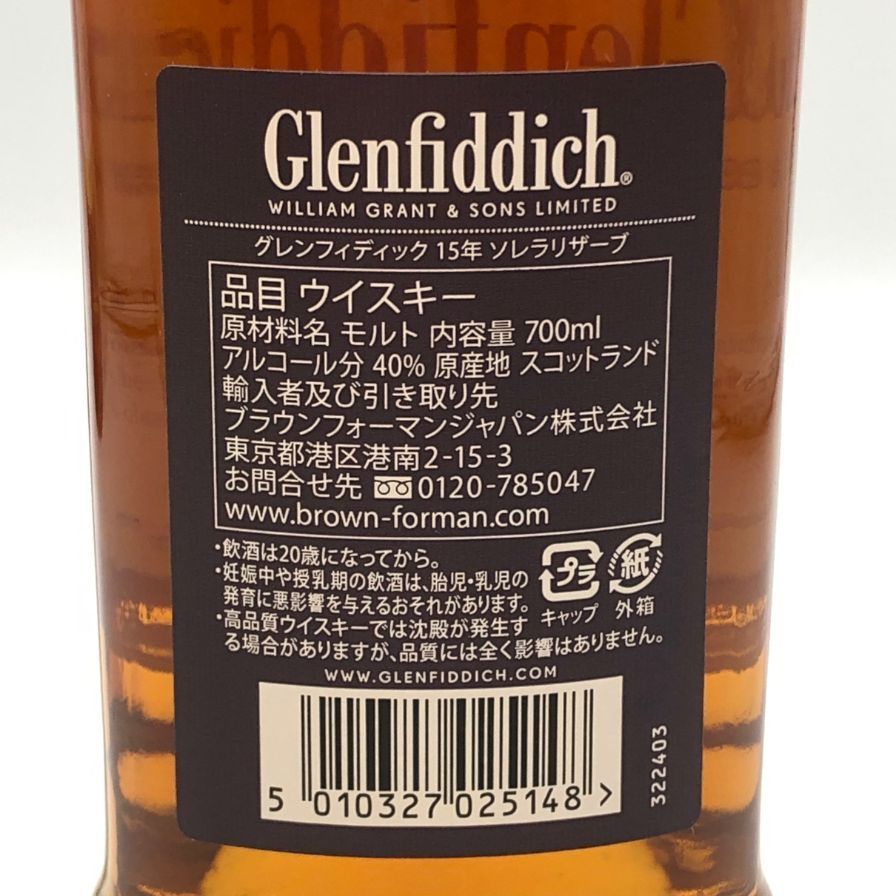 Glenfiddich®
WILLIAM GRANT & SONS LIMITED
グレンフィディック 15年 ソレラリザーブ
品目 ウイスキー
原材料名 モルト 内容量 700ml
アルコール分 40% 原産地 スコットランド
輸入者及び引き取り先
ブラウンフォーマンジャパン株式会社
東京都港区港南2-15-3
お問合せ先 0120-785047
www.brown-forman.com
・飲酒は20歳になってから。
・妊娠中や授乳期の飲酒は、胎児・乳児の
発育に悪影響を与えるおそれがあります。
・高品質ウイスキーでは沈殿が発生す
る場合がありますが、品質には全く影響はありません。
プラ
キャップ
紙
外箱
WWW.GLENFIDDICH.COM
5 010327 025148 >
322403